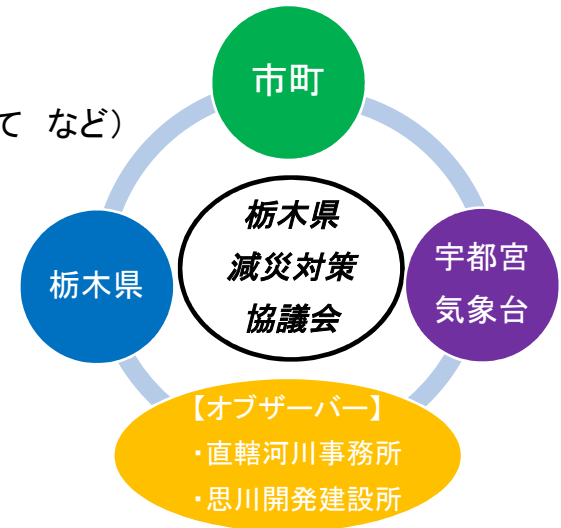 市町
て など）
栃木県
減災対策
協議会
栃木県
宇都宮
気象台
【オブザーバー】
・直轄河川事務所
・思川開発建設所